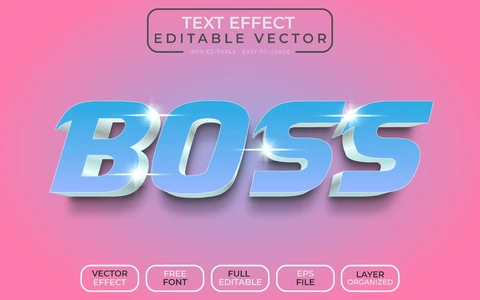 TEXT EFFECT
EDITABLE VECTOR
100% EDITABLE - EASY TO USAGE
BOSS
VECTOR
EFFECT
FREE
FONT
FULL
EDITABLE
EPS
FILE
LAYER
ORGANIZED